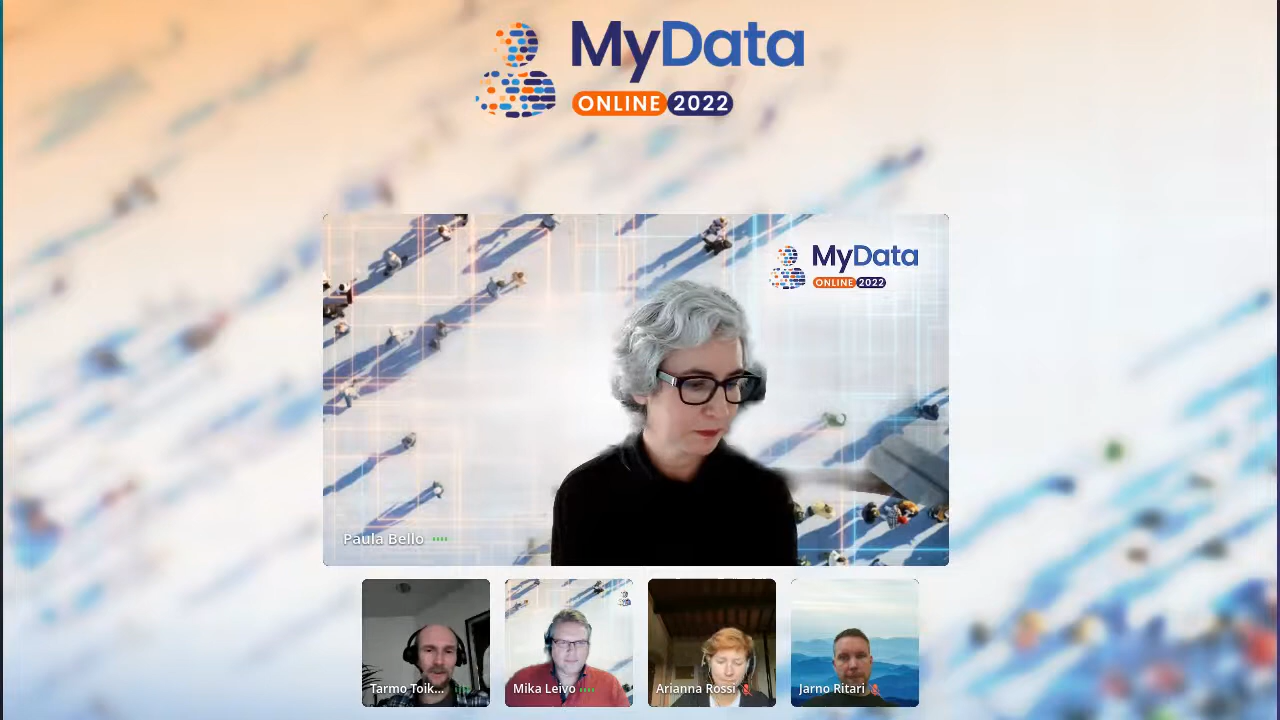 MyData
ONLINE 2022
MyData
ONLINE 2022
Paula Bello
Tarmo Toik...
Mika Leivo
Arianna Rossi
Jarno Ritari